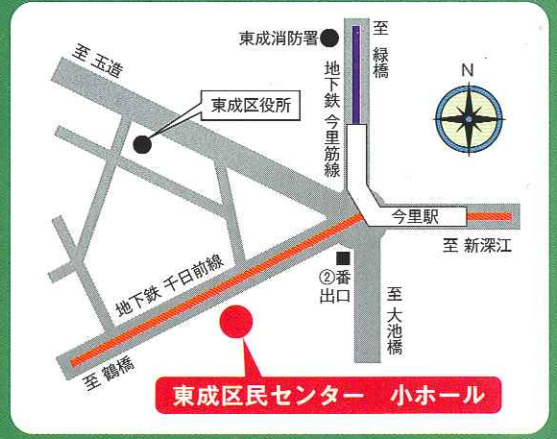 東成消防署
至 緑橋
至 玉造
地下鉄 今里筋線
N
東成区役所
今里駅
至 新深江
②番
出口
地下鉄 千日前線
至 大池橋
至 鶴橋
東成区民センター 小ホール